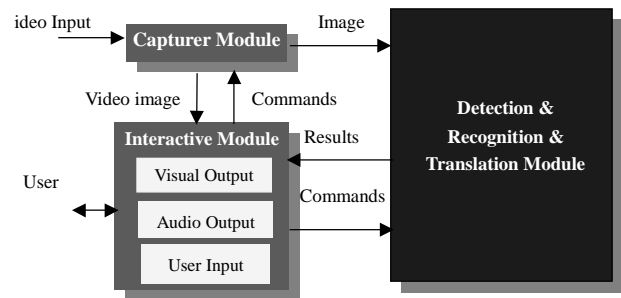 ideo Input
Capturer Module
Image
Video image
Commands
Detection &
Recognition &
Translation Module
Interactive Module
Results
Visual Output
User
Commands
Audio Output
User Input